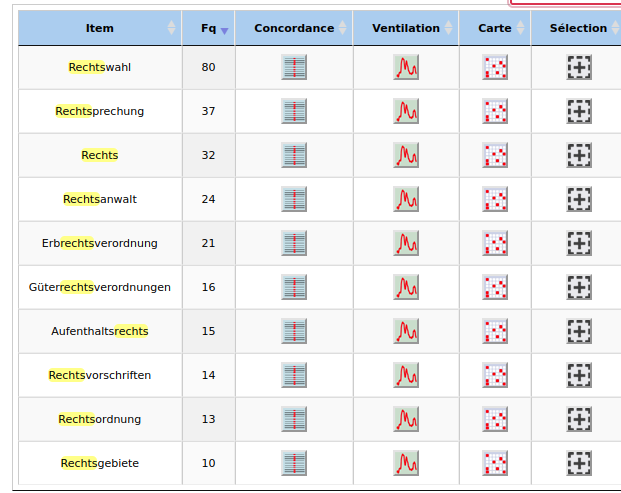 Item Fq Concordance Ventilation Carte Sélection
Rechtswahl 80
Rechtsprechung 37
Rechts 32
Rechtsanwalt 24
Erbrechtsverordnung 21
Güterrechtsverordnungen 16
Aufenthaltsrechts 15
Rechtsvorschriften 14
Rechtsordnung 13
Rechtsgebiete 10